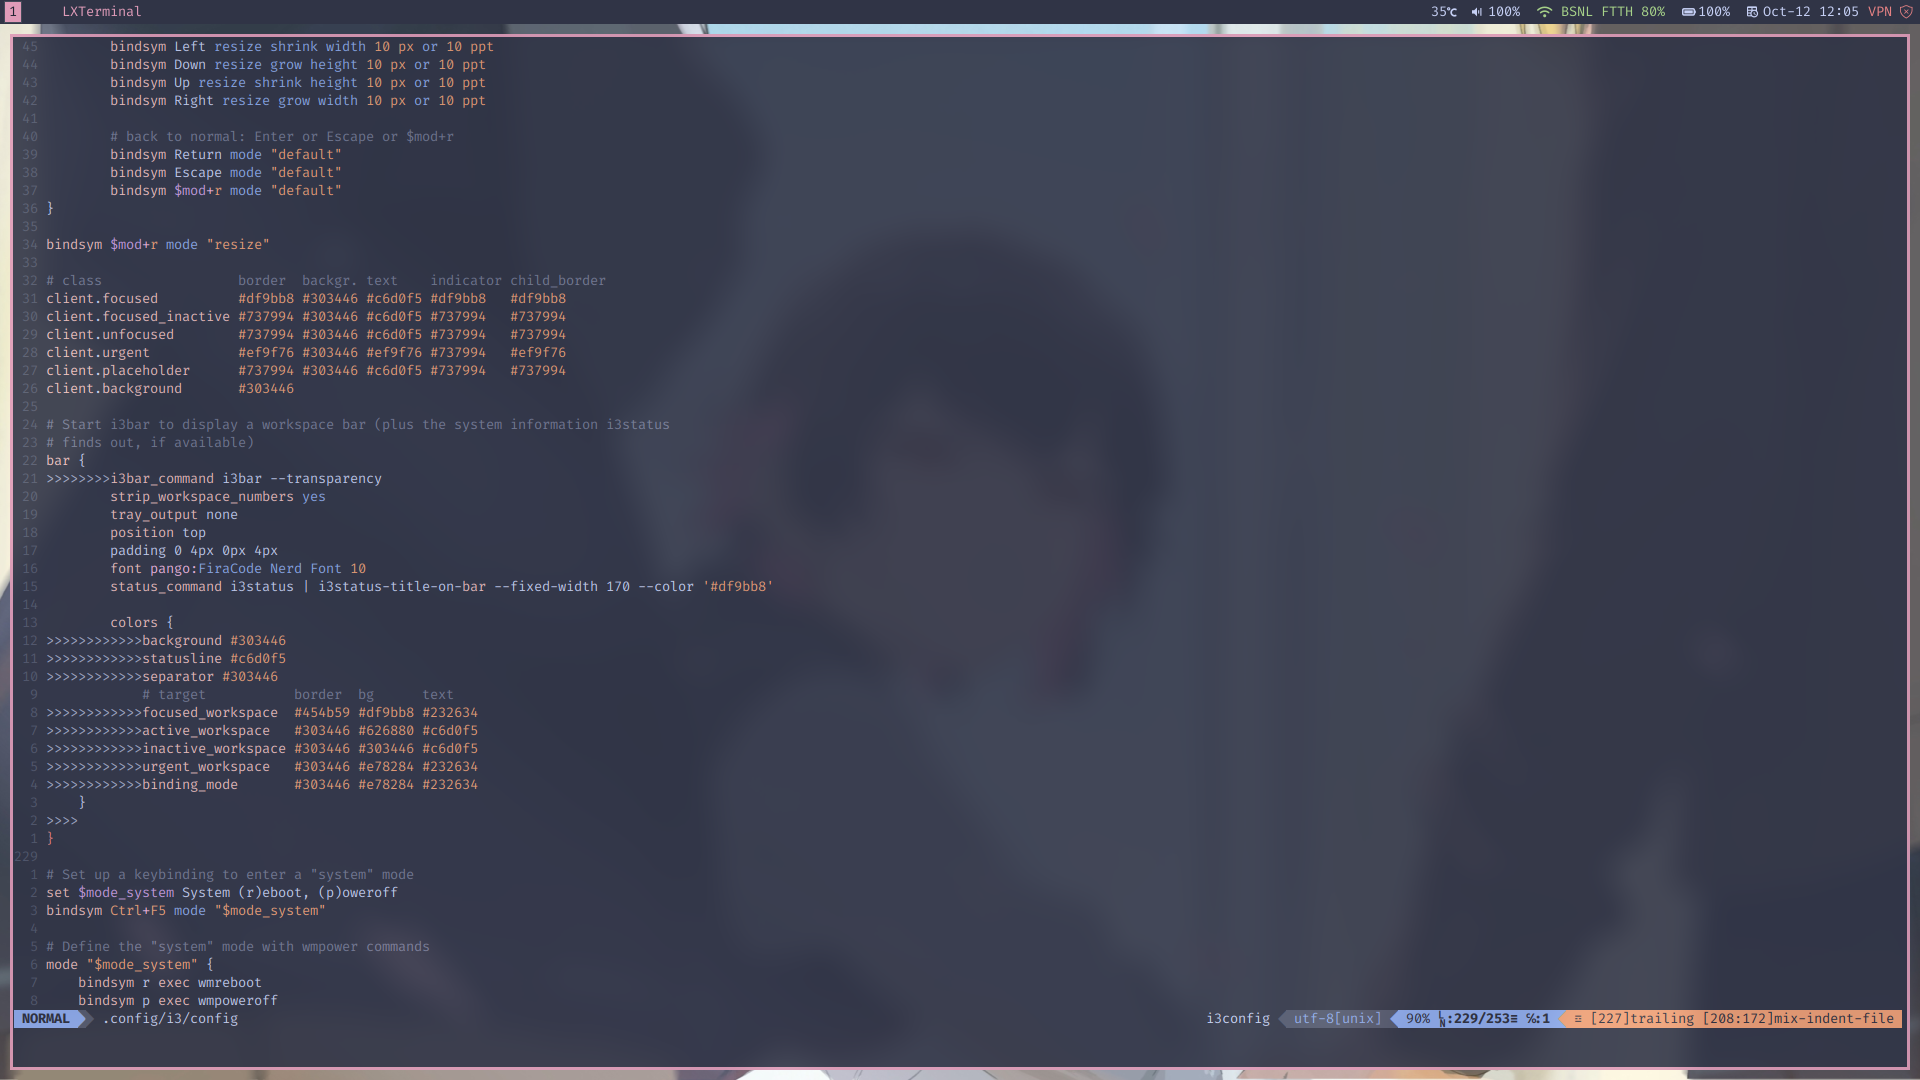 1 LXTerminal 35℃ 100% BSNL FTTH 80% 100% Oct-12 12:05 VPN
45 bindsym Left resize shrink width 10 px or 10 ppt
44 bindsym Down resize grow height 10 px or 10 ppt
43 bindsym Up resize shrink height 10 px or 10 ppt
42 bindsym Right resize grow width 10 px or 10 ppt
41
40 # back to normal: Enter or Escape or $mod+r
39 bindsym Return mode "default"
38 bindsym Escape mode "default"
37 bindsym $mod+r mode "default"
36 }
35
34 bindsym $mod+r mode "resize"
33
32 # class border backgr. text indicator child_border
31 client.focused #df9bb8 #303446 #c6d0f5 #df9bb8 #df9bb8
30 client.focused_inactive #737994 #303446 #c6d0f5 #737994 #737994
29 client.unfocused #737994 #303446 #c6d0f5 #737994 #737994
28 client.urgent #ef9f76 #303446 #ef9f76 #737994 #ef9f76
27 client.placeholder #737994 #303446 #c6d0f5 #737994 #737994
26 client.background #303446
25
24 # Start i3bar to display a workspace bar (plus the system information i3status
23 # finds out, if available)
22 bar {
21 >>>>>>>>i3bar_command i3bar --transparency
20 strip_workspace_numbers yes
19 tray_output none
18 position top
17 padding 0 4px 0px 4px
16 font pango:FiraCode Nerd Font 10
15 status_command i3status | i3status-title-on-bar --fixed-width 170 --color '#df9bb8'
14
13 colors {
12 >>>>>>>>>>>>background #303446
11 >>>>>>>>>>>>statusline #c6d0f5
10 >>>>>>>>>>>>separator #303446
9 # target border bg text
8 >>>>>>>>>>>>focused_workspace #454b59 #df9bb8 #232634
7 >>>>>>>>>>>>active_workspace #303446 #626880 #c6d0f5
6 >>>>>>>>>>>>inactive_workspace #303446 #303446 #c6d0f5
5 >>>>>>>>>>>>urgent_workspace #303446 #e78284 #232634
4 >>>>>>>>>>>>binding_mode #303446 #e78284 #232634
3 }
2 >>>>
1 }
229
1 # Set up a keybinding to enter a "system" mode
2 set $mode_system System (r)eboot, (p)oweroff
3 bindsym Ctrl+F5 mode "$mode_system"
4
5 # Define the "system" mode with wmpower commands
6 mode "$mode_system" {
7 bindsym r exec wmreboot
8 bindsym p exec wmpoweroff
NORMAL .config/i3/config i3config utf-8[unix] 90% :229/253≡ ℅:1 ☲ [227]trailing [208:172]mix-indent-file